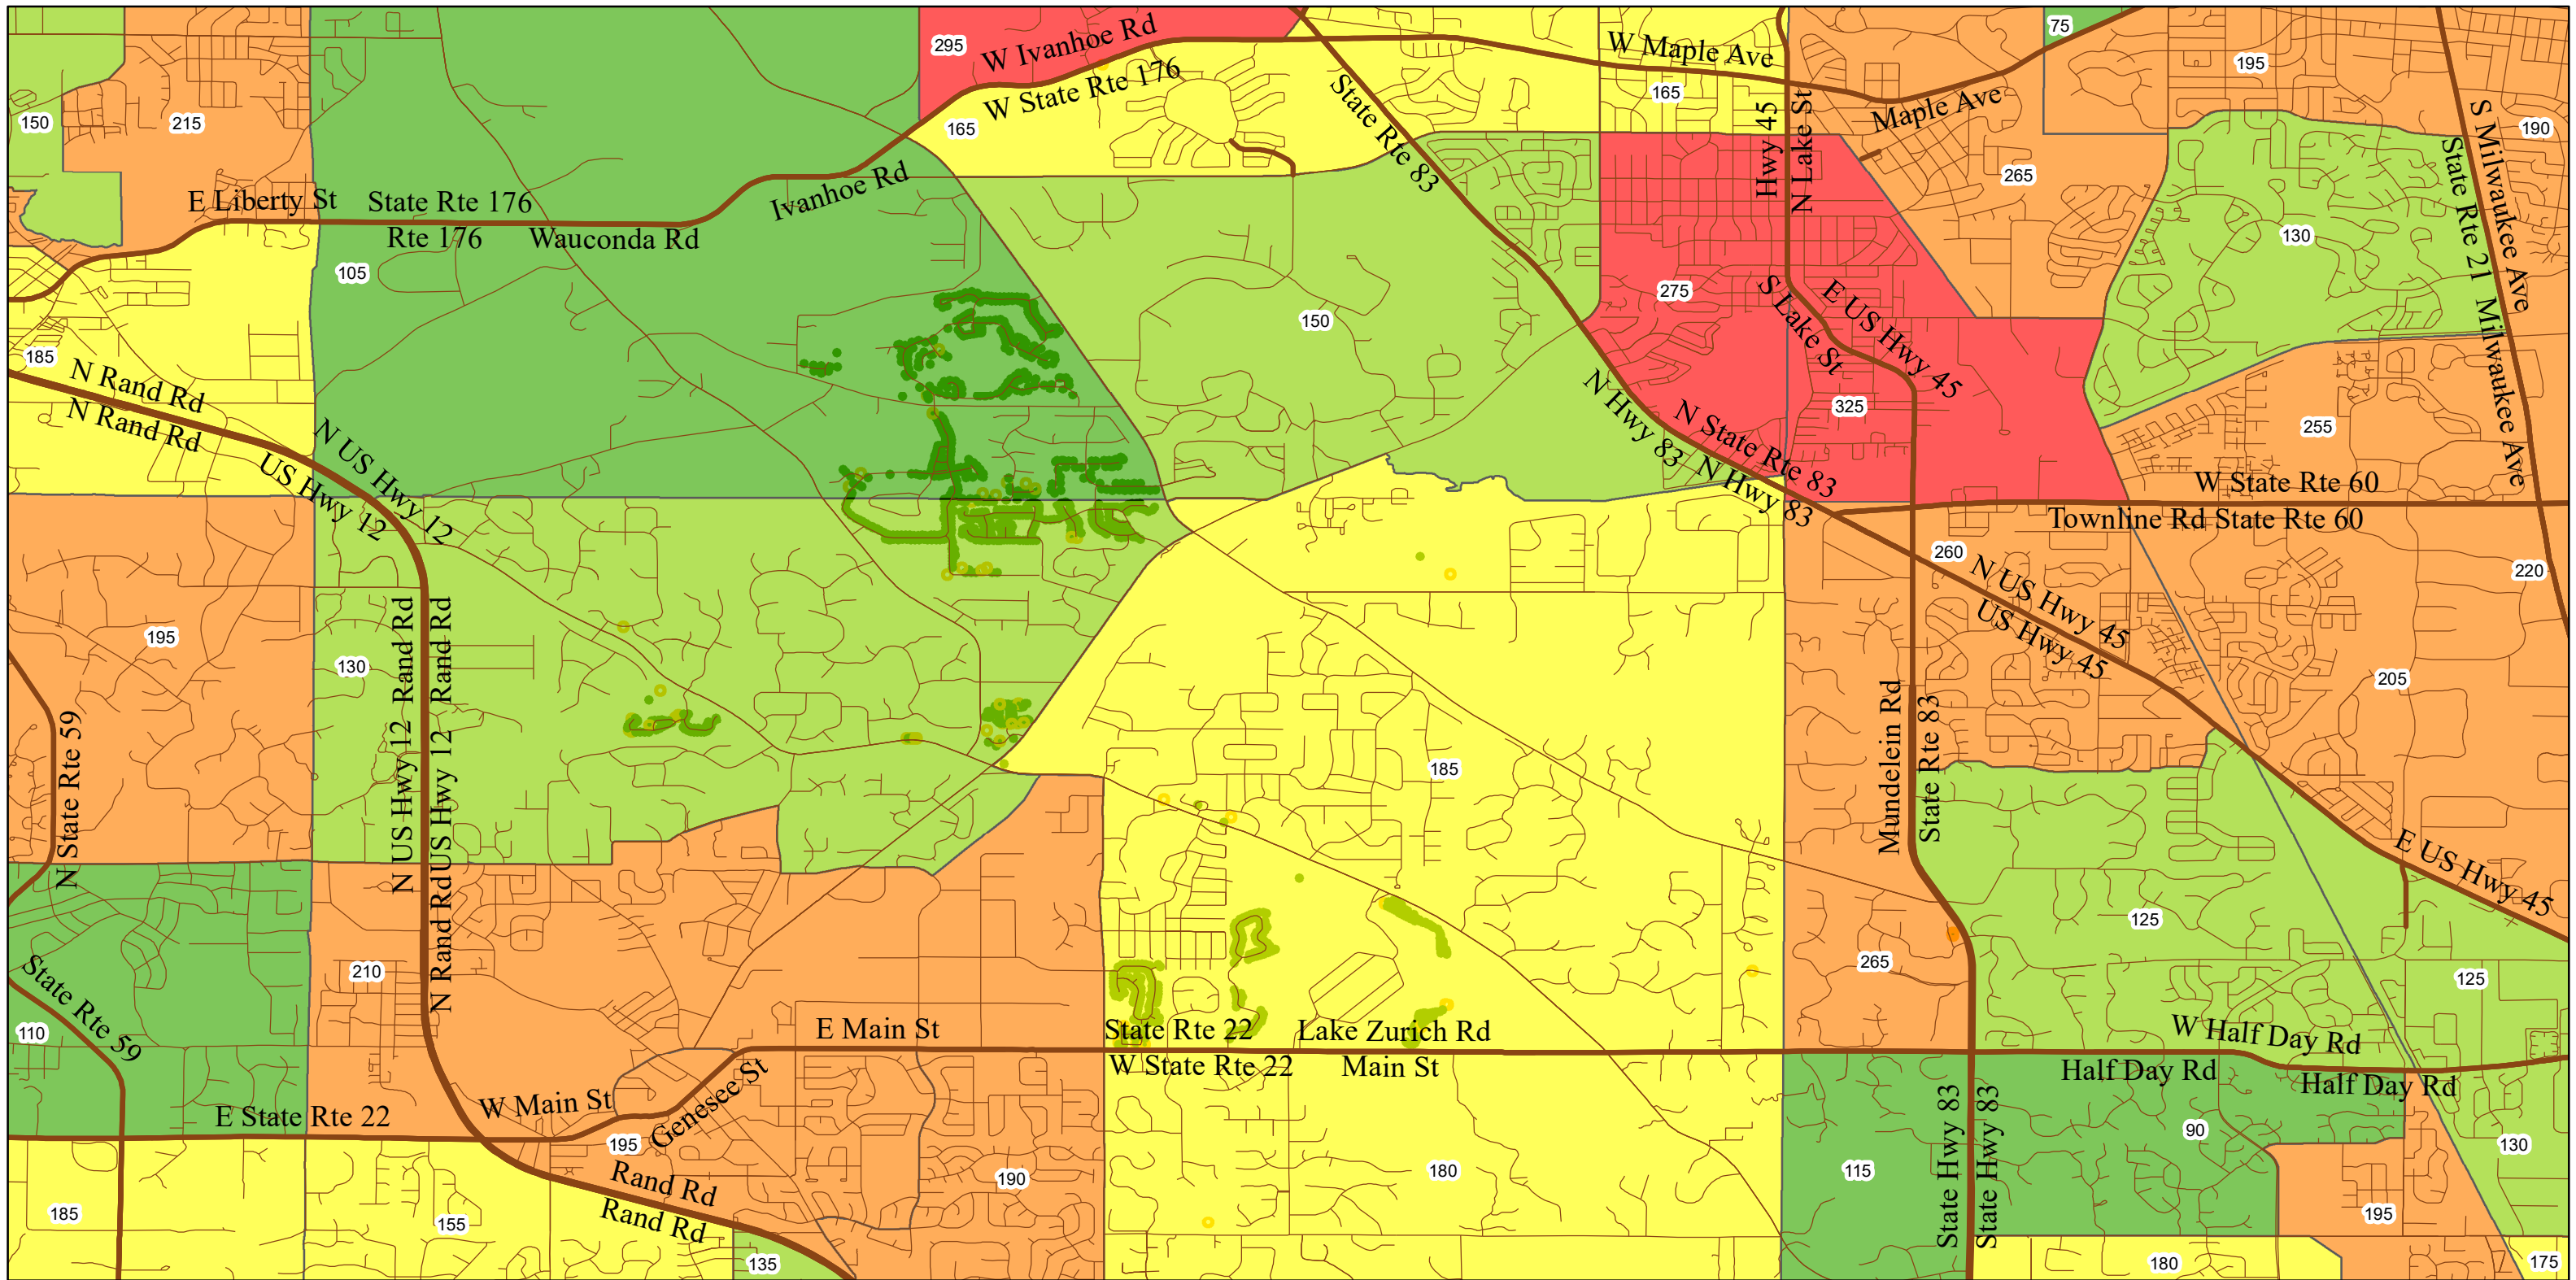 75
295
W Ivanhoe Rd
W Maple Ave
195
W State Rte 176
165
165
State Rte 83
Hwy 45
N Lake St
Maple Ave
S Milwaukee Ave
190
150
215
265
State Rte 21
E Liberty St
State Rte 176
Ivanhoe Rd
Rte 176
Wauconda Rd
130
105
275
150
S Lake St
E US Hwy 45
Milwaukee Ave
185
N Rand Rd
N Rand Rd
325
N Hwy 83
N State Rte 83
255
N US Hwy 12
US Hwy 12
N Hwy 83
W State Rte 60
Townline Rd State Rte 60
260
N US Hwy 45
US Hwy 45
220
195
130
N US Hwy 12 Rand Rd
N Rand Rd US Hwy 12 Rand Rd
205
N State Rte 59
Mundelein Rd
State Rte 83
185
E US Hwy 45
125
State Rte 59
210
265
125
110
E Main St
State Rte 22
Lake Zurich Rd
W Half Day Rd
W State Rte 22
Main St
Half Day Rd
Half Day Rd
E State Rte 22
W Main St
Genesee St
195
State Hwy 83
State Hwy 83
90
130
Rand Rd
190
180
115
185
155
Rand Rd
195
135
180
175